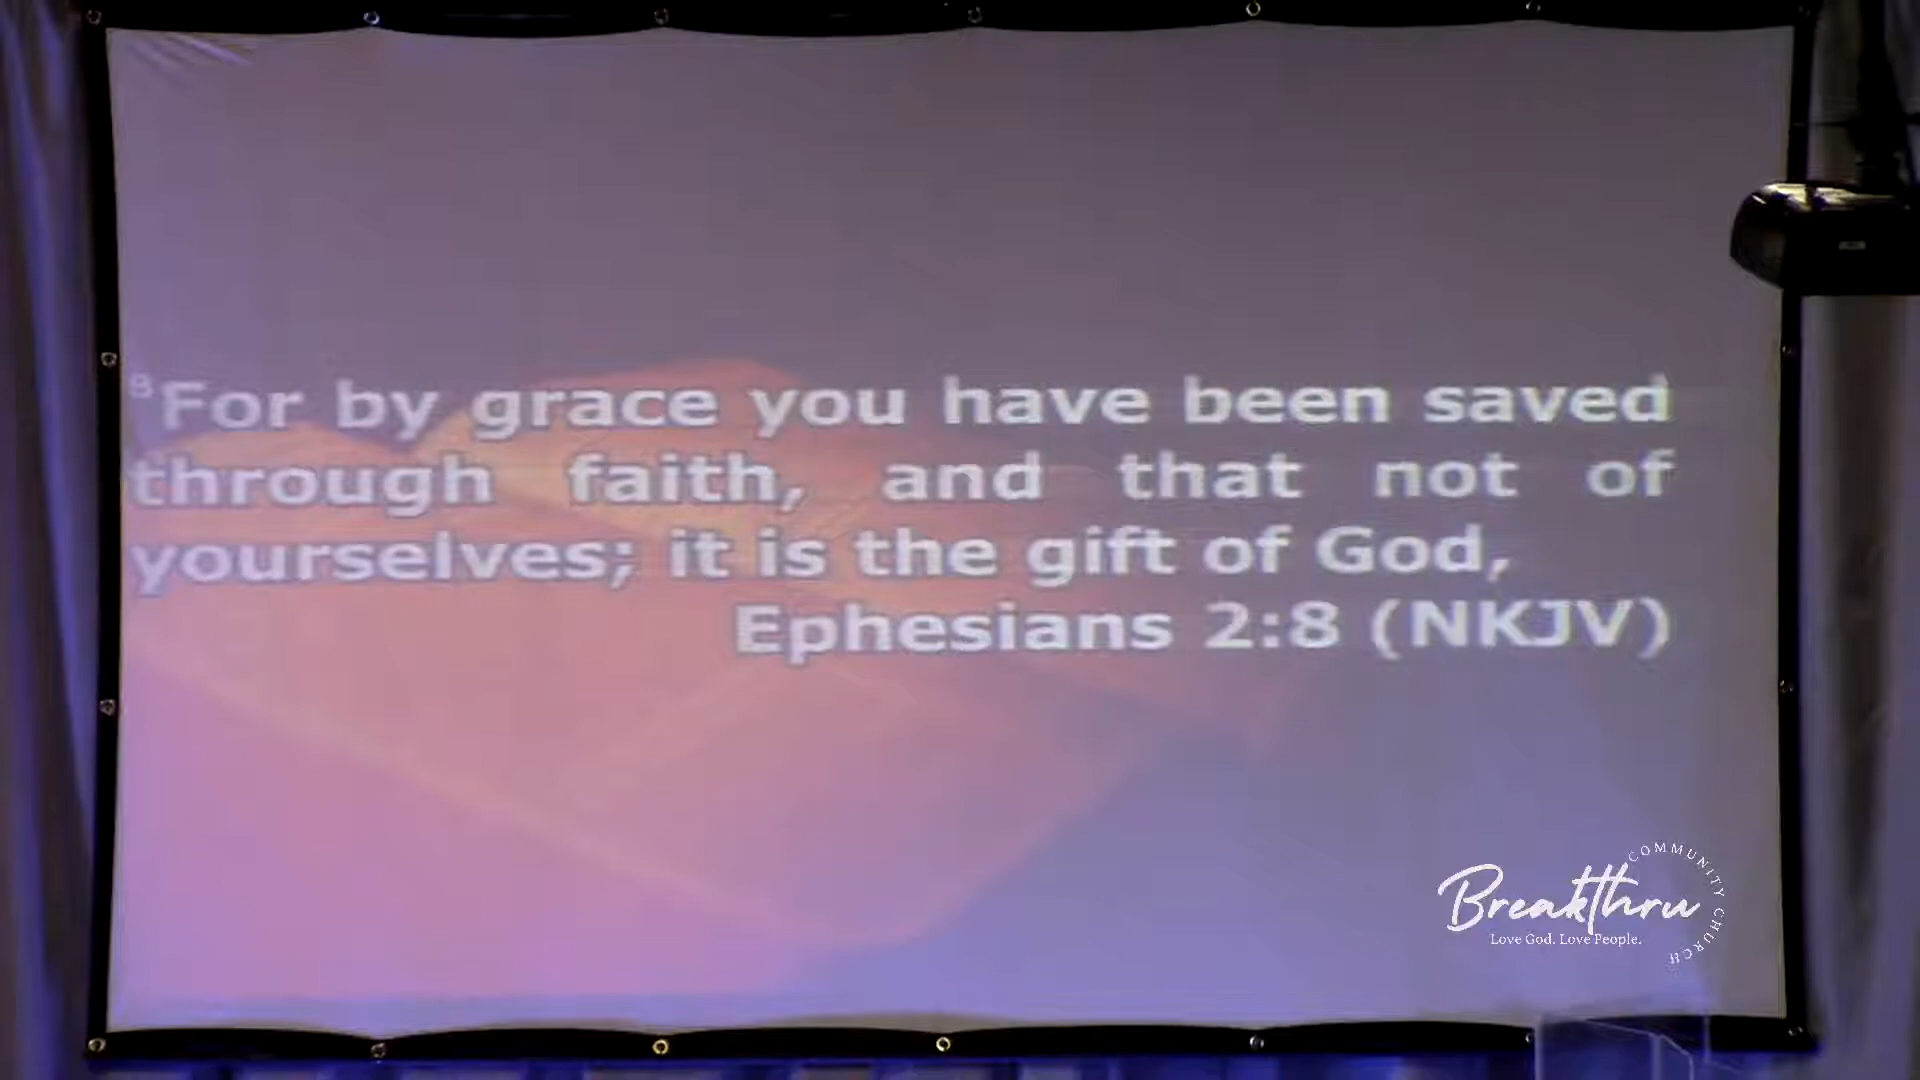 8For by grace you have been saved
through faith, and that not of
yourselves; it is the gift of God,
Ephesians 2:8 (NKJV)
Breakthru
COMMUNITY CHURCH
Love God. Love People.